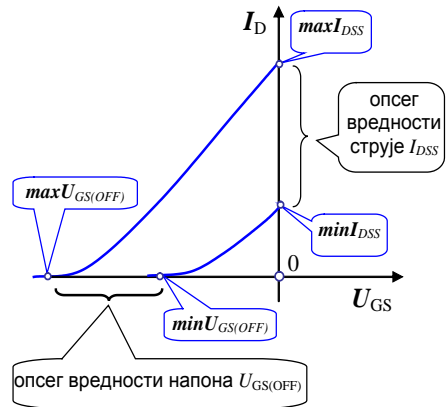 I_D
maxI_DSS
опсег
вредности
струје I_DSS
maxU_GS(OFF)
minI_DSS
0
U_GS
minU_GS(OFF)
опсег вредности напона U_GS(OFF)